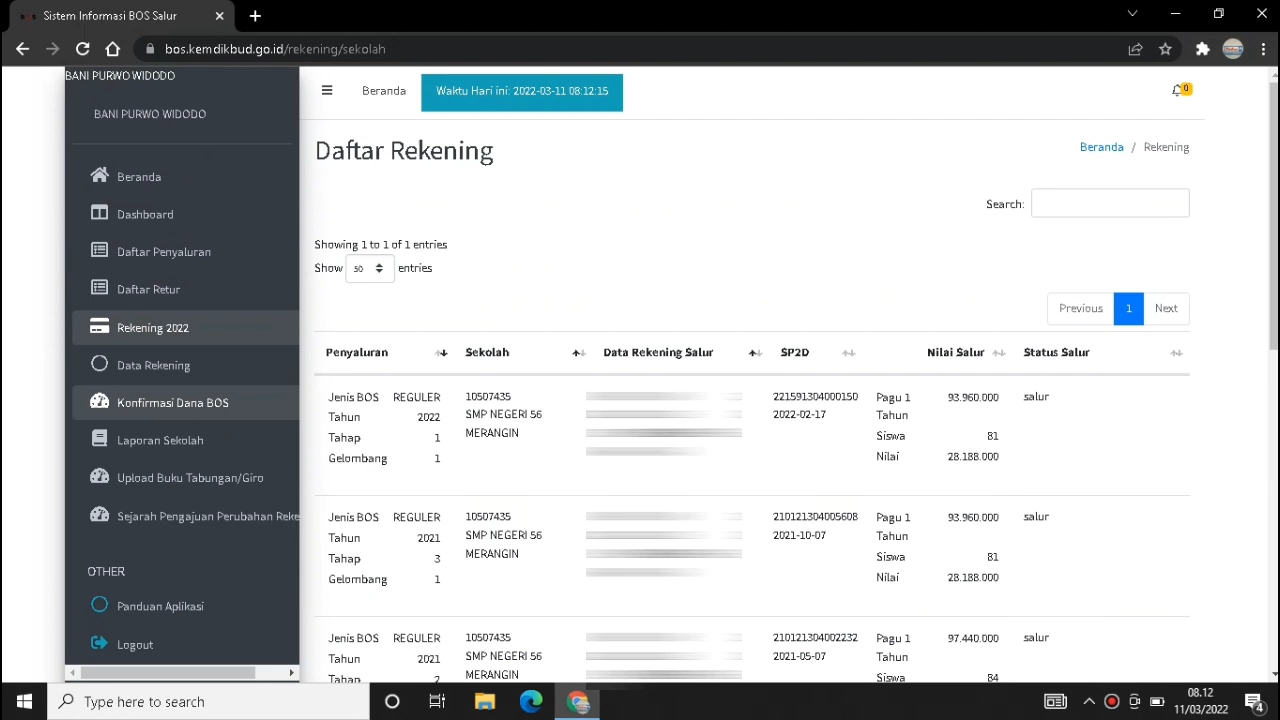 Sistem Informasi BOS Salur
bos.kemdikbud.go.id/rekening/sekolah
BANI PURWO WIDODO
BANI PURWO WIDODO
Beranda
Dashboard
Daftar Penyaluran
Daftar Retur
Rekening 2022
Data Rekening
Konfirmasi Dana BOS
Laporan Sekolah
Upload Buku Tabungan/Giro
Sejarah Pengajuan Perubahan Reke
OTHER
Panduan Aplikasi
Logout
Beranda Waktu Hari ini: 2022-03-11 08:12:15 0
Daftar Rekening
Beranda / Rekening
Search:
Showing 1 to 1 of 1 entries
Show 50 entries
Previous 1 Next
Penyaluran Sekolah Data Rekening Salur SP2D Nilai Salur Status Salur
Jenis BOS REGULER 10507435 221591304000150 Pagu 1 93.960.000 salur
Tahun 2022 SMP NEGERI 56 2022-02-17 Tahun
Tahap 1 MERANGIN Siswa 81
Gelombang 1 Nilai 28.188.000
Jenis BOS REGULER 10507435 210121304005608 Pagu 1 93.960.000 salur
Tahun 2021 SMP NEGERI 56 2021-10-07 Tahun
Tahap 3 MERANGIN Siswa 81
Gelombang 1 Nilai 28.188.000
Jenis BOS REGULER 10507435 210121304002232 Pagu 1 97.440.000 salur
Tahun 2021 SMP NEGERI 56 2021-05-07 Tahun
Tahap 2 MERANGIN Siswa 84
Type here to search
08.12
11/03/2022
4